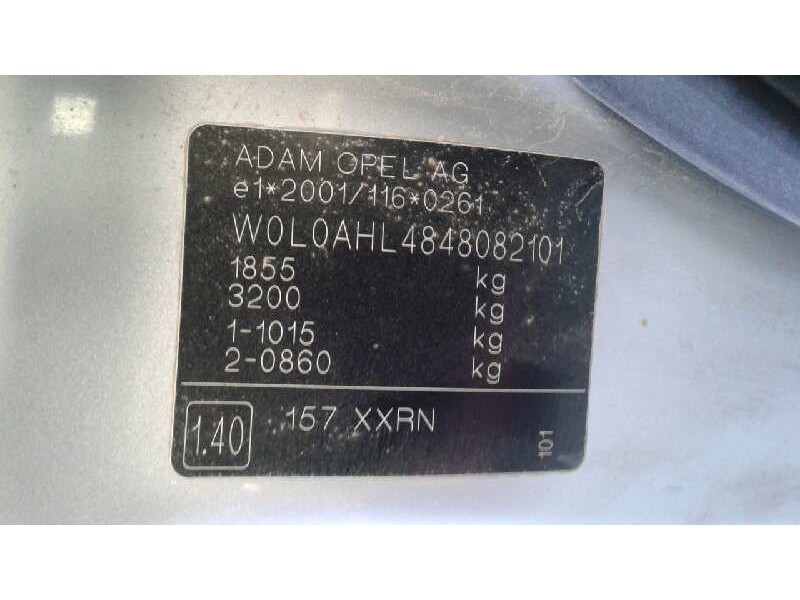 ADAM OPEL AG
e1*2001/116*0261
W0L0AHL4848082101
1855 kg
3200 kg
1-1015 kg
2-0860 kg
1.40 157 XXRN 101